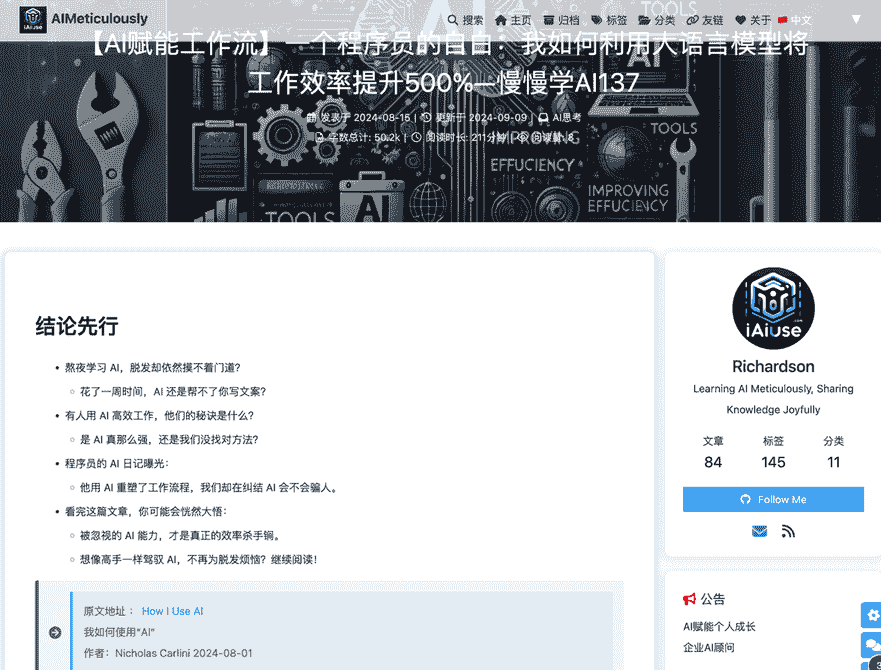 AiMeticulously
搜索 主页 归档 标签 分类 友链 关于 中文
【AI赋能工作流】一个程序员的自白：我如何利用大语言模型将
工作效率提升500%—慢慢学AI137
发表于 2024-08-15 | 更新于 2024-09-09 | AI思考
字数总计: 50.2k | 阅读时长: 211分钟 | 阅读量: 8
TOOLS
TOOLS
EFFICIENCY
IMPROVING
EFFUCENCY
AI
TOOLS
结论先行
熬夜学习 AI，脱发却依然摸不着门道？
花了一周时间，Ai 还是帮不了你写文案？
有人用 AI 高效工作，他们的秘诀是什么？
是 AI 真那么强，还是我们没找对方法？
程序员的 AI 日记曝光：
他用 AI 重塑了工作流程，我们却在纠结 AI 会不会骗人。
看完这篇文章，你可能会恍然大悟：
被忽视的 AI 能力，才是真正的效率杀手锏。
想像高手一样驾驭 AI，不再为脱发烦恼？继续阅读！
原文地址： How I Use AI
我如何使用“AI”
作者：Nicholas Carlini 2024-08-01
iAiuse
.com
Richardson
Learning AI Meticulously, Sharing
Knowledge Joyfully
文章 标签 分类
84 145 11
Follow Me
公告
AI赋能个人成长
企业AI顾问